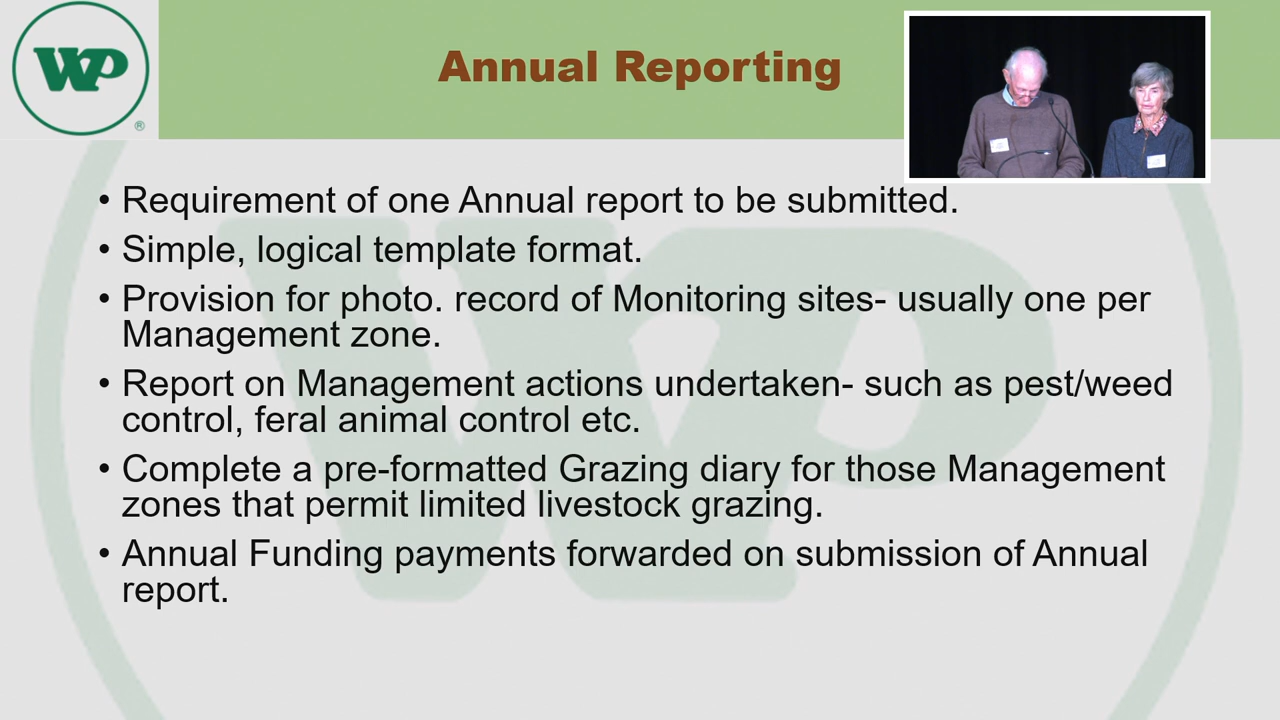 WP
®
Annual Reporting
• Requirement of one Annual report to be submitted.
• Simple, logical template format.
• Provision for photo. record of Monitoring sites- usually one per
Management zone.
• Report on Management actions undertaken- such as pest/weed
control, feral animal control etc.
• Complete a pre-formatted Grazing diary for those Management
zones that permit limited livestock grazing.
• Annual Funding payments forwarded on submission of Annual
report.